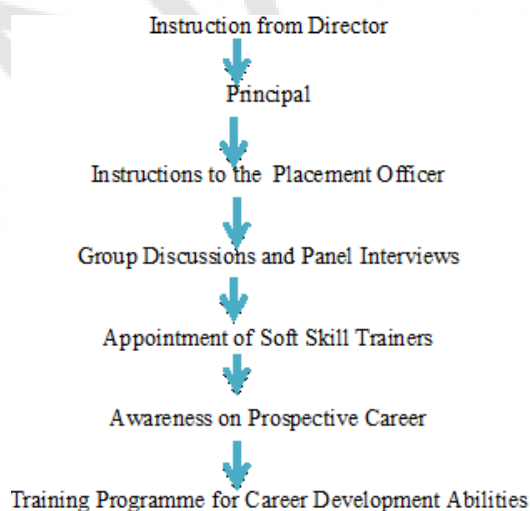 Instruction from Director
Principal
Instructions to the Placement Officer
Group Discussions and Panel Interviews
Appointment of Soft Skill Trainers
Awareness on Prospective Career
Training Programme for Career Development Abilities